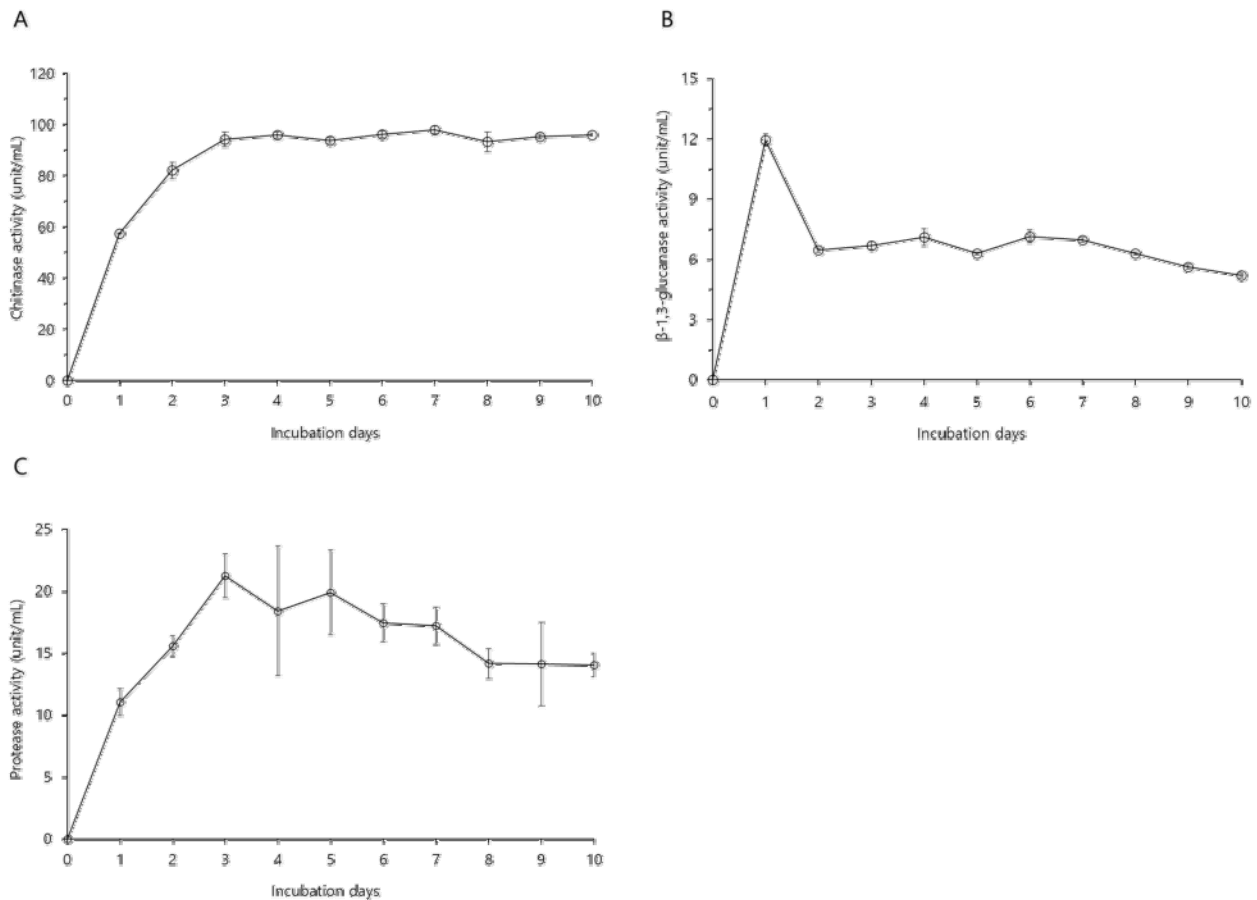 A
Chitinase activity (unit/mL)
120
100
80
60
40
20
0
0 1 2 3 4 5 6 7 8 9 10
Incubation days
B
β-1,3-glucanase activity (unit/mL)
15
12
9
6
3
0
0 1 2 3 4 5 6 7 8 9 10
Incubation days
C
Protease activity (unit/mL)
25
20
15
10
5
0
0 1 2 3 4 5 6 7 8 9 10
Incubation days